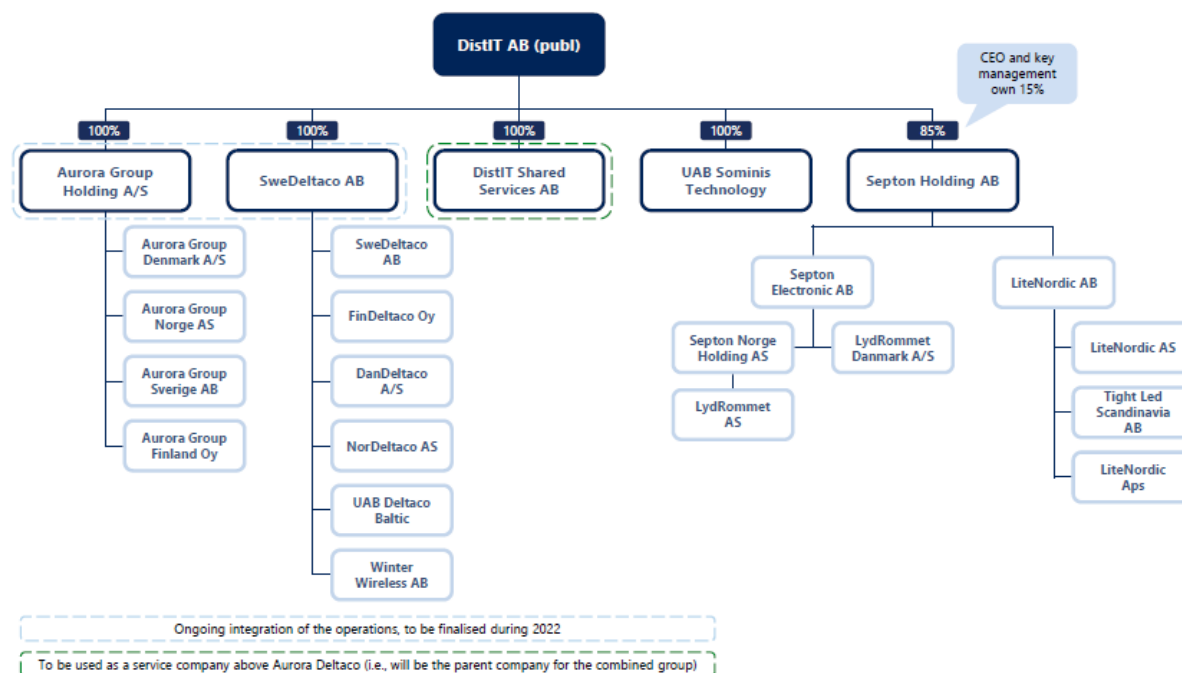 DistIT AB (publ)
CEO and key
management
own 15%
100%
100%
100%
100%
85%
Aurora Group
Holding A/S
SweDeltaco AB
DistIT Shared
Services AB
UAB Sominis
Technology
Septon Holding AB
Aurora Group
Denmark A/S
Aurora Group
Norge AS
Aurora Group
Sverige AB
Aurora Group
Finland Oy
SweDeltaco
AB
FinDeltaco Oy
DanDeltaco
A/S
NorDeltaco AS
UAB Deltaco
Baltic
Winter
Wireless AB
Septon
Electronic AB
Septon Norge
Holding AS
LydRommet
Danmark A/S
LydRommet
AS
LiteNordic AB
LiteNordic AS
Tight Led
Scandinavia
AB
LiteNordic
Aps
Ongoing integration of the operations, to be finalised during 2022
To be used as a service company above Aurora Deltaco (i.e., will be the parent company for the combined group)